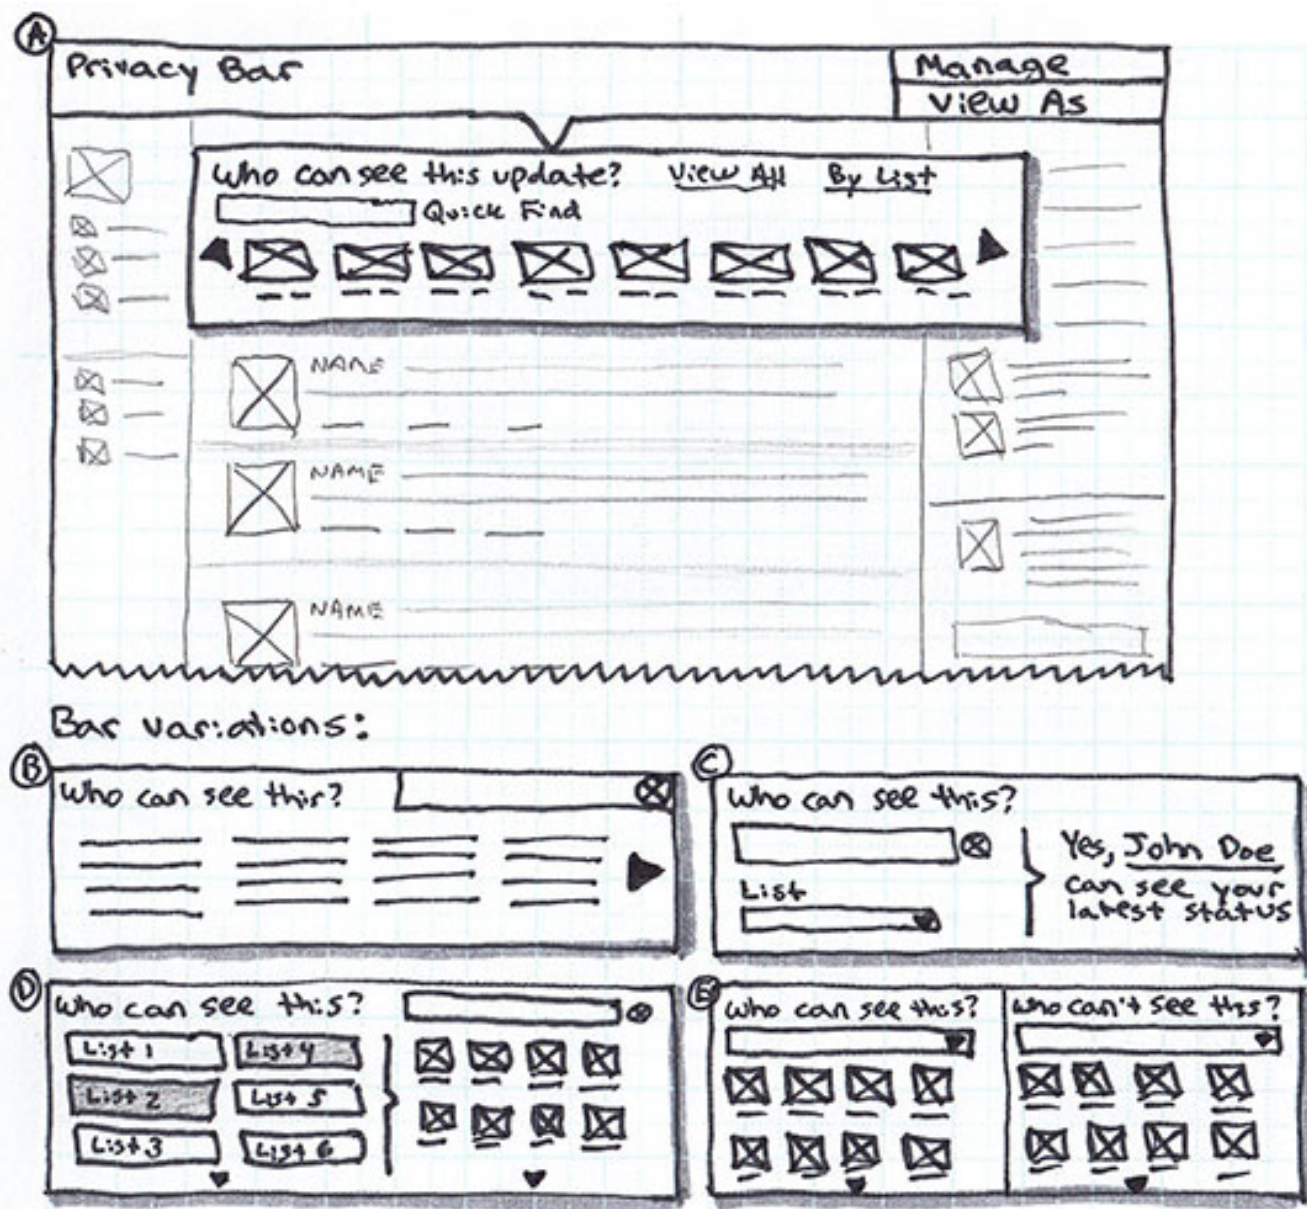 A
Privacy Bar
Manage
View As
Who can see this update? View All By List
Quick Find
NAME
NAME
NAME
Bar variations:
B
Who can see this?
C
Who can see this?
Yes, John Doe
can see your
latest status
List
D
Who can see this?
List 1 List 4
List 2 List 5
List 3 List 6
E
Who can see this?
Who can't see this?